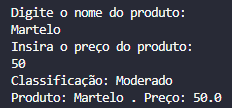 Digite o nome do produto:
Martelo
Insira o preço do produto:
50
Classificação: Moderado
Produto: Martelo . Preço: 50.0